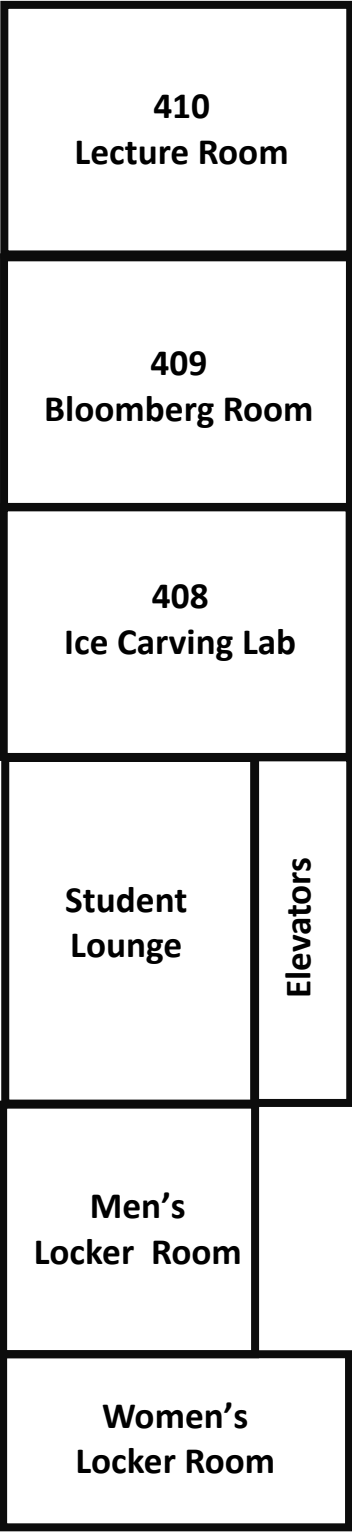 410
Lecture Room
409
Bloomberg Room
408
Ice Carving Lab
Student
Lounge
Elevators
Men’s
Locker  Room
Women’s
Locker Room